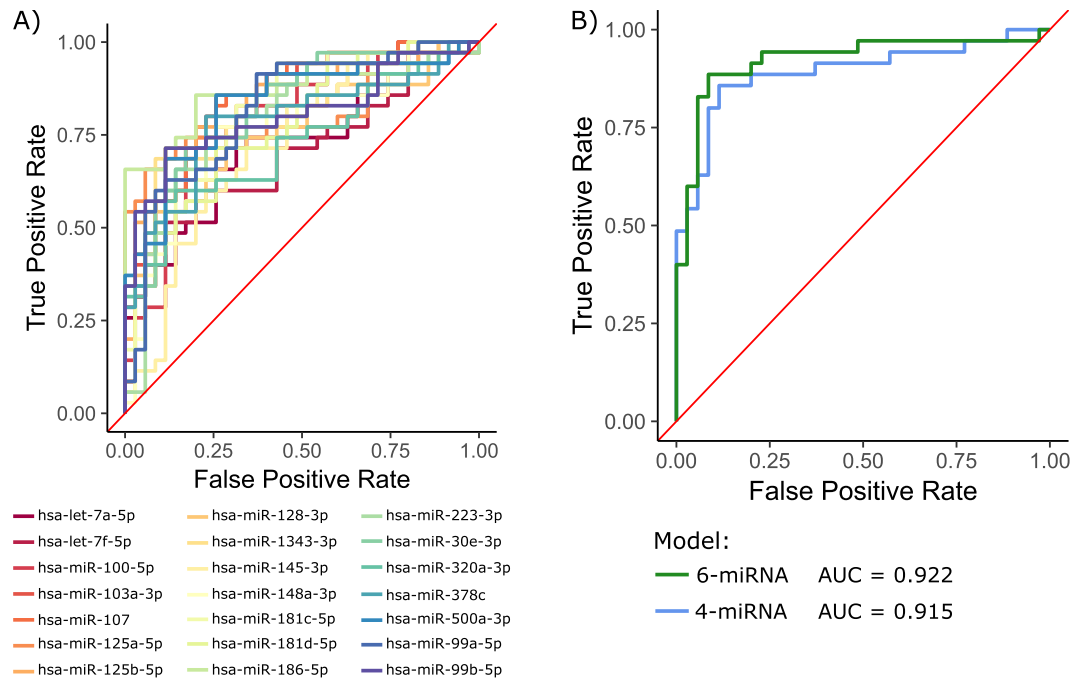 A)
True Positive Rate
1.00
0.75
0.50
0.25
0.00
0.00 0.25 0.50 0.75 1.00
False Positive Rate
hsa-let-7a-5p hsa-miR-128-3p hsa-miR-223-3p
hsa-let-7f-5p hsa-miR-1343-3p hsa-miR-30e-3p
hsa-miR-100-5p hsa-miR-145-3p hsa-miR-320a-3p
hsa-miR-103a-3p hsa-miR-148a-3p hsa-miR-378c
hsa-miR-107 hsa-miR-181c-5p hsa-miR-500a-3p
hsa-miR-125a-5p hsa-miR-181d-5p hsa-miR-99a-5p
hsa-miR-125b-5p hsa-miR-186-5p hsa-miR-99b-5p
B)
True Positive Rate
1.00
0.75
0.50
0.25
0.00
0.00 0.25 0.50 0.75 1.00
False Positive Rate
Model:
6-miRNA AUC = 0.922
4-miRNA AUC = 0.915